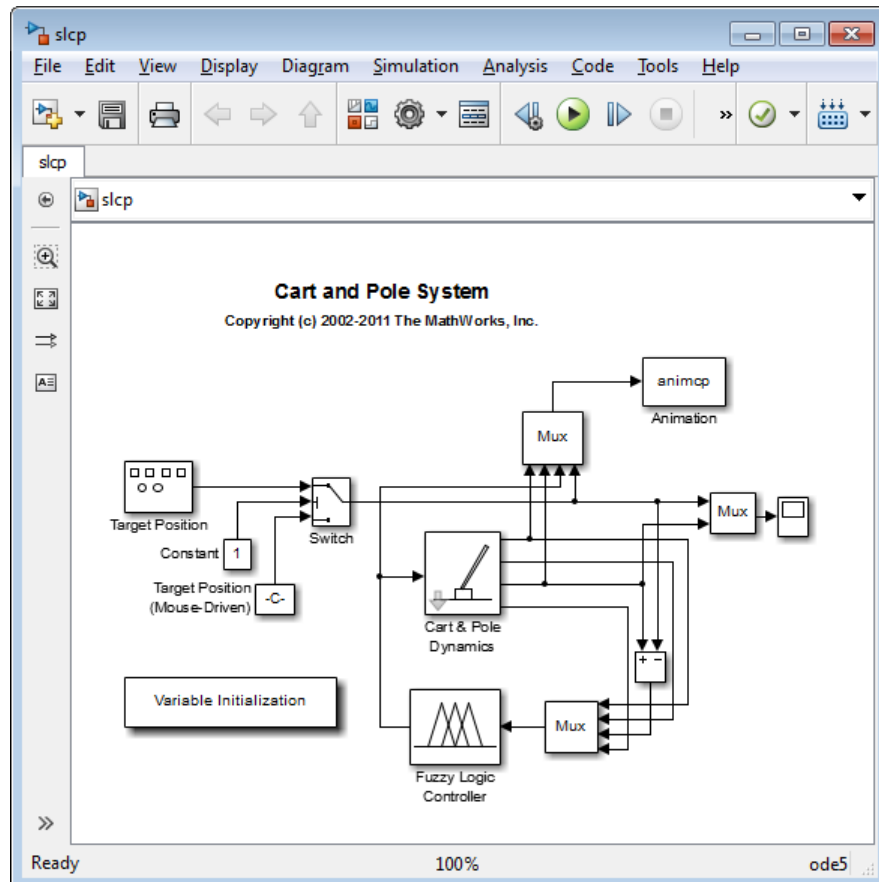 slcp
File Edit View Display Diagram Simulation Analysis Code Tools Help
»
slcp
slcp
Cart and Pole System
Copyright (c) 2002-2011 The MathWorks, Inc.
animcp
Animation
Mux
Target Position
Switch
Mux
Constant 1
Target Position
(Mouse-Driven) -C-
Cart & Pole
Dynamics
+ −
Variable Initialization
Mux
Fuzzy Logic
Controller
»
Ready 100% ode5